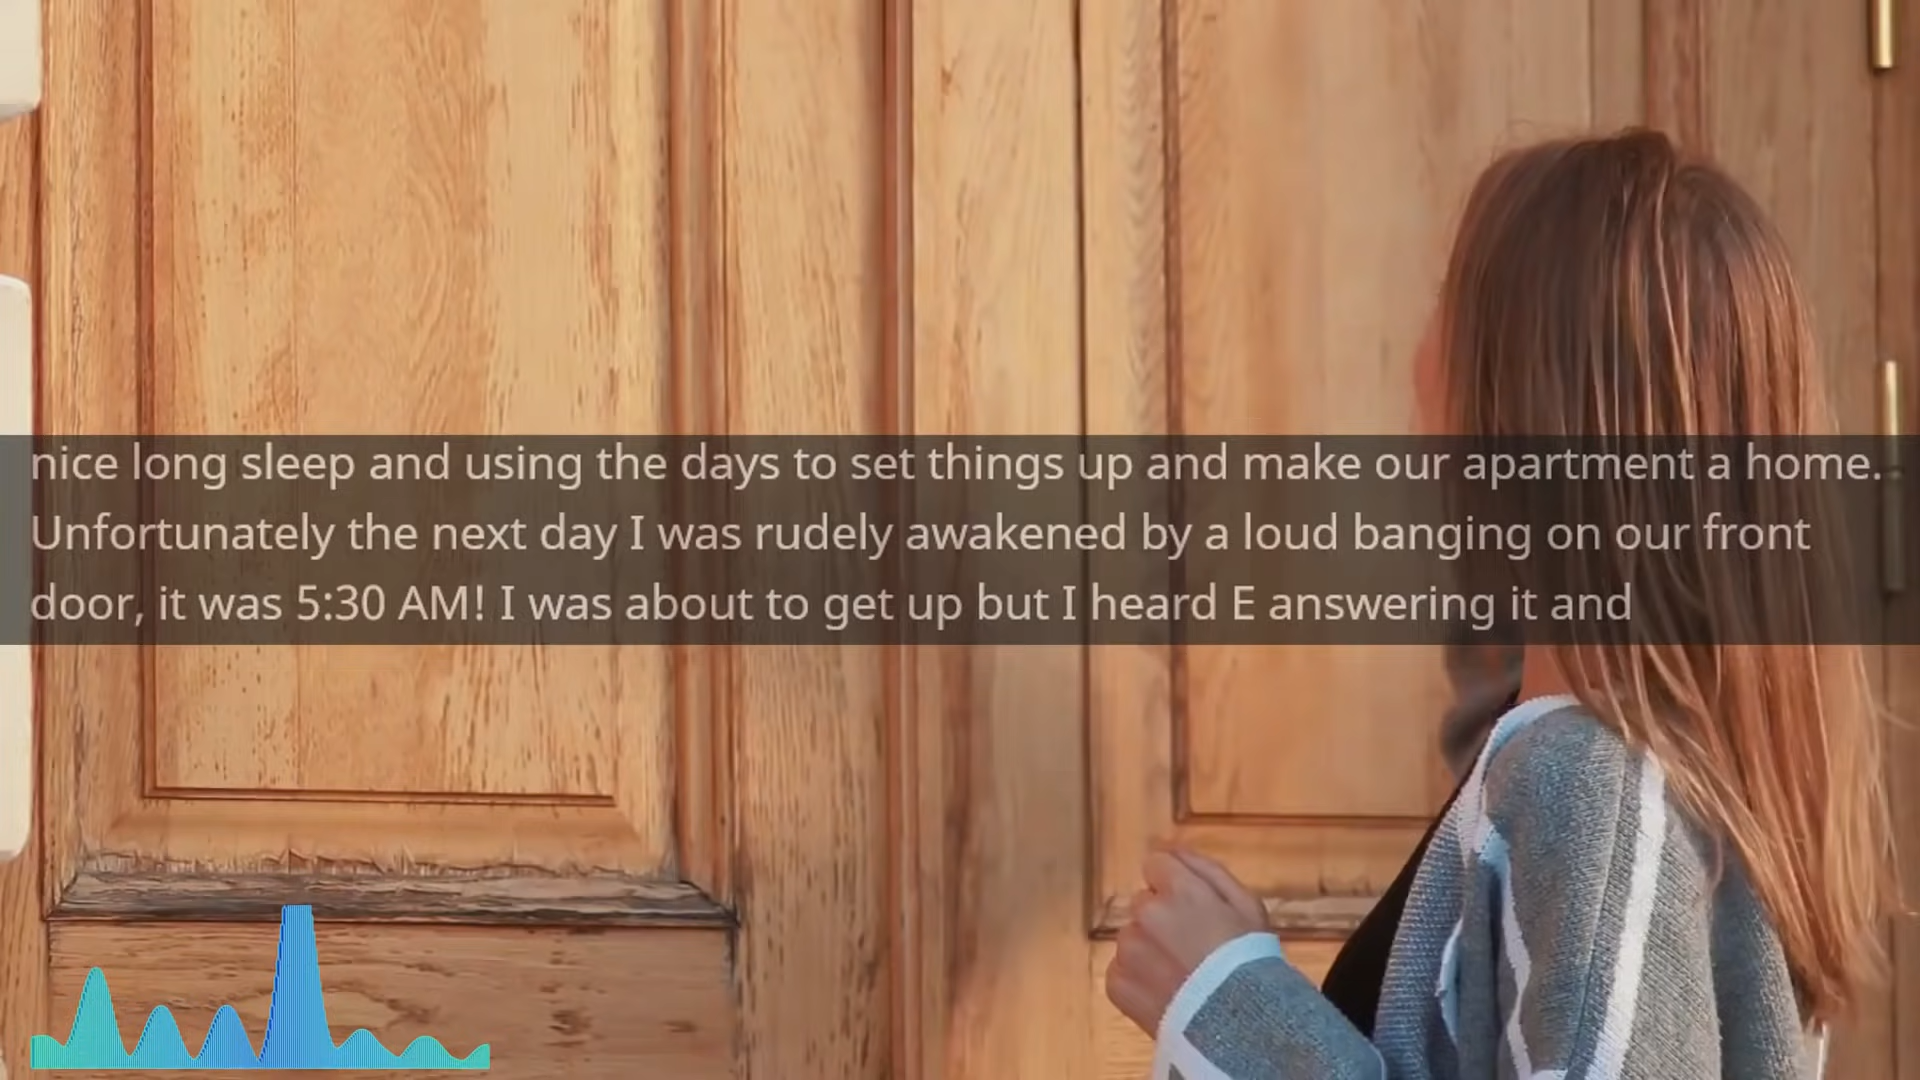 nice long sleep and using the days to set things up and make our apartment a home.
Unfortunately the next day I was rudely awakened by a loud banging on our front
door, it was 5:30 AM! I was about to get up but I heard E answering it and